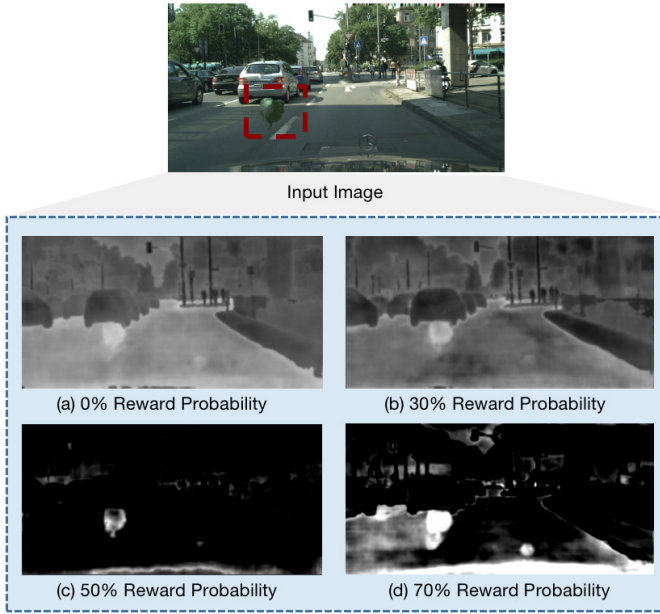 Input Image
(a) 0% Reward Probability
(b) 30% Reward Probability
(c) 50% Reward Probability
(d) 70% Reward Probability